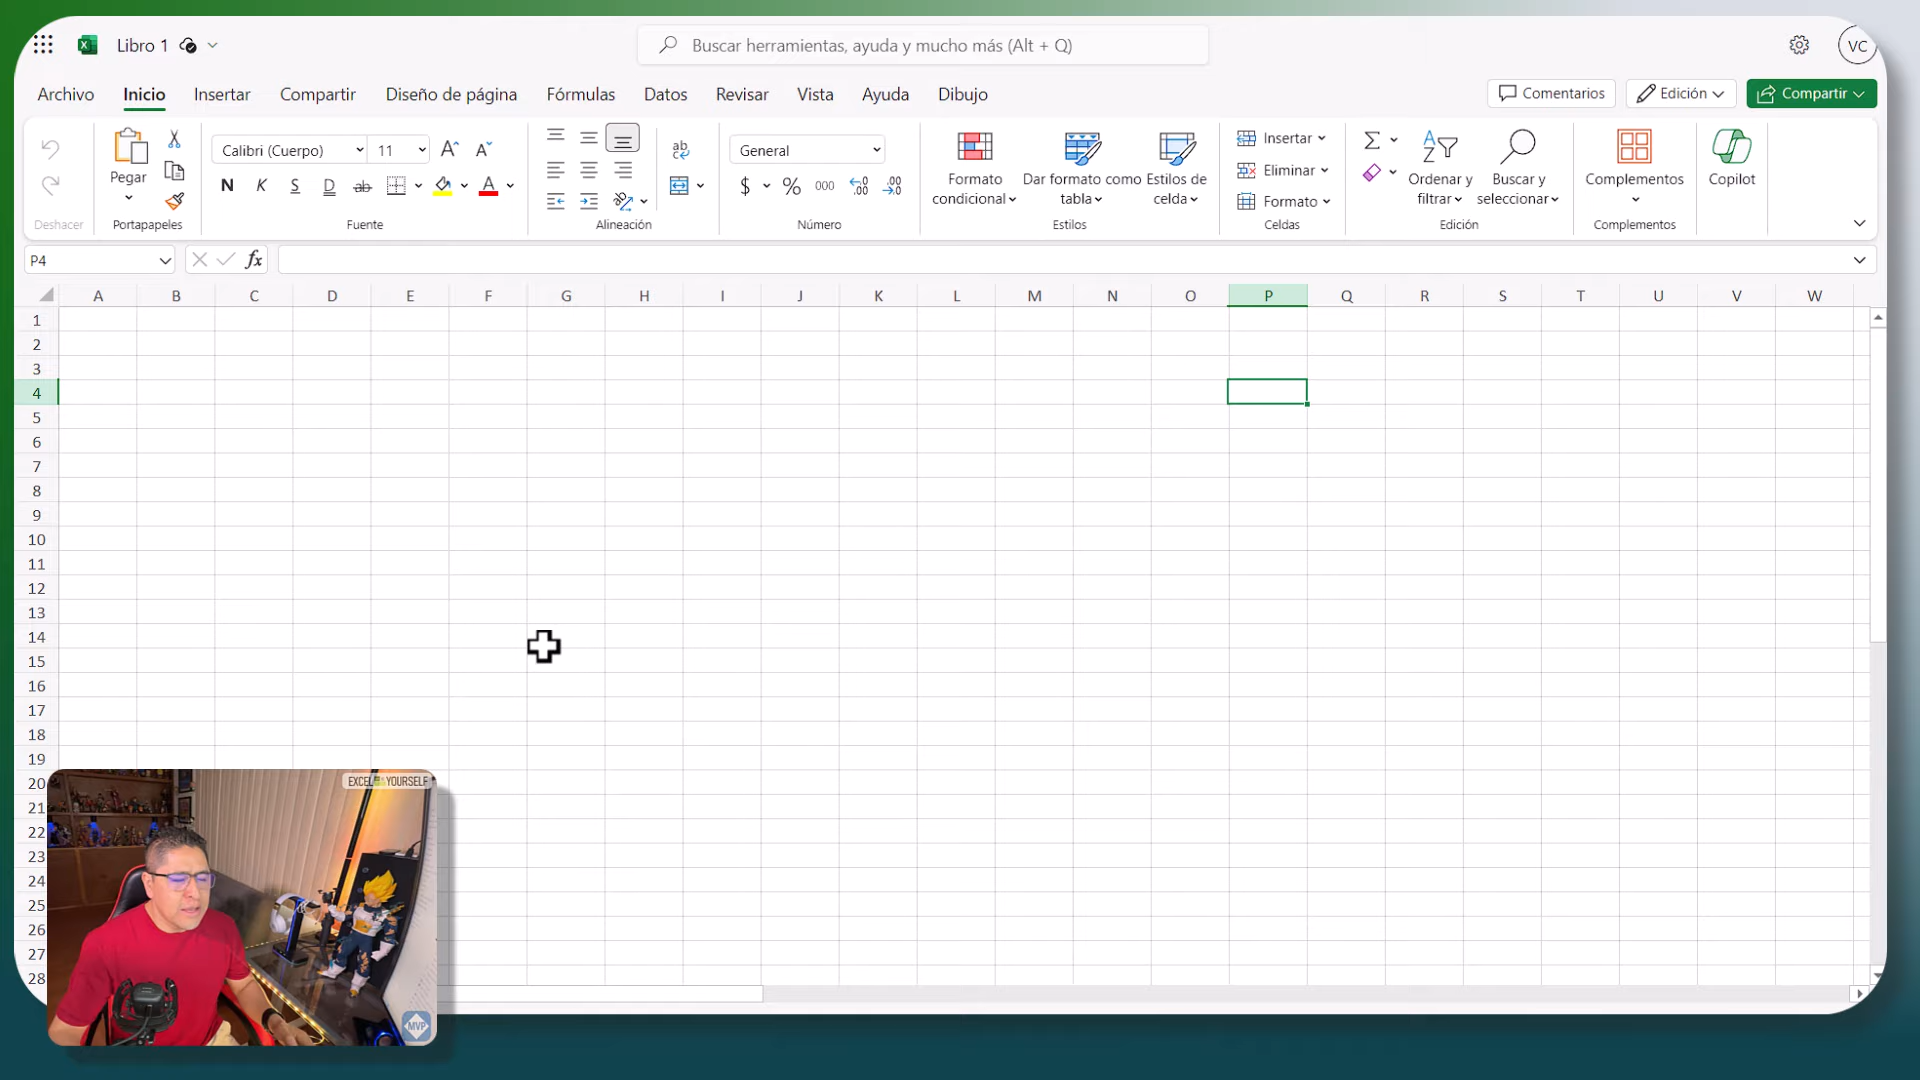 Libro 1
Buscar herramientas, ayuda y mucho más (Alt + Q)
VC
Archivo Inicio Insertar Compartir Diseño de página Fórmulas Datos Revisar Vista Ayuda Dibujo
Comentarios Edición Compartir
Pegar
Calibri (Cuerpo) 11
N K S D ab A
ab
c
General
$ % 000
Formato condicional
Dar formato como tabla
Estilos de celda
Insertar
Eliminar
Formato
Ordenar y filtrar
Buscar y seleccionar
Complementos
Copilot
Deshacer Portapapeles Fuente Alineación Número Estilos Celdas Edición Complementos
P4 fx
A B C D E F G H I J K L M N O P Q R S T U V W
1
2
3
4
5
6
7
8
9
10
11
12
13
14
15
16
17
18
19
20
21
22
23
24
25
26
27
28
EXCEL YOURSELF
MVP